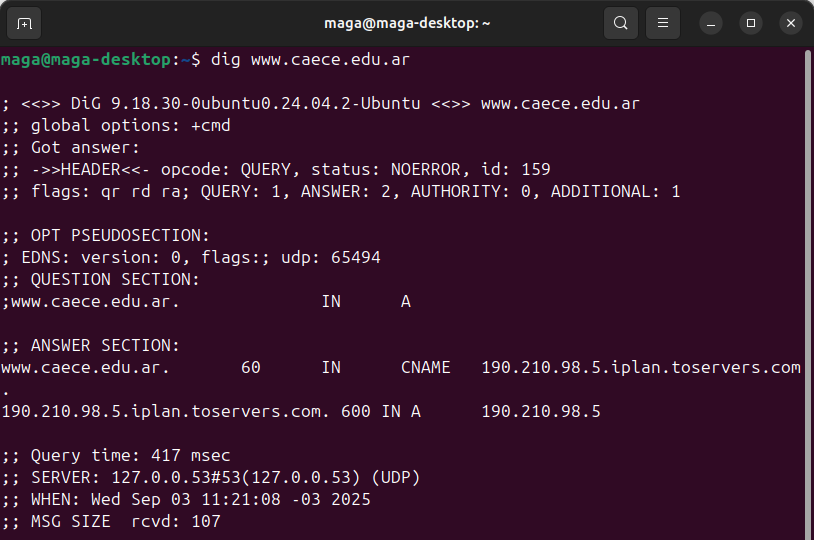 maga@maga-desktop: ~
maga@maga-desktop:~$ dig www.caece.edu.ar

; <<>> DiG 9.18.30-0ubuntu0.24.04.2-Ubuntu <<>> www.caece.edu.ar
;; global options: +cmd
;; Got answer:
;; ->>HEADER<<- opcode: QUERY, status: NOERROR, id: 159
;; flags: qr rd ra; QUERY: 1, ANSWER: 2, AUTHORITY: 0, ADDITIONAL: 1

;; OPT PSEUDOSECTION:
; EDNS: version: 0, flags:; udp: 65494
;; QUESTION SECTION:
;www.caece.edu.ar.		IN	A

;; ANSWER SECTION:
www.caece.edu.ar.	60	IN	CNAME	190.210.98.5.iplan.toservers.com
.
190.210.98.5.iplan.toservers.com. 600 IN A	190.210.98.5

;; Query time: 417 msec
;; SERVER: 127.0.0.53#53(127.0.0.53) (UDP)
;; WHEN: Wed Sep 03 11:21:08 -03 2025
;; MSG SIZE  rcvd: 107